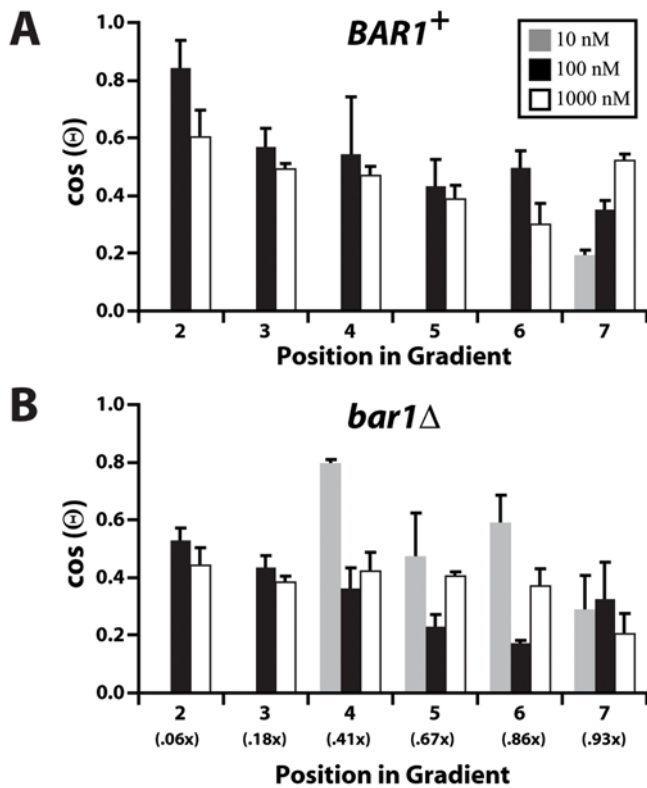 A
BAR1+
10 nM
100 nM
1000 nM
cos (Θ)
1.0
0.8
0.6
0.4
0.2
0.0
2 3 4 5 6 7
Position in Gradient
B
bar1Δ
cos (Θ)
1.0
0.8
0.6
0.4
0.2
0.0
2 3 4 5 6 7
(.06x) (.18x) (.41x) (.67x) (.86x) (.93x)
Position in Gradient